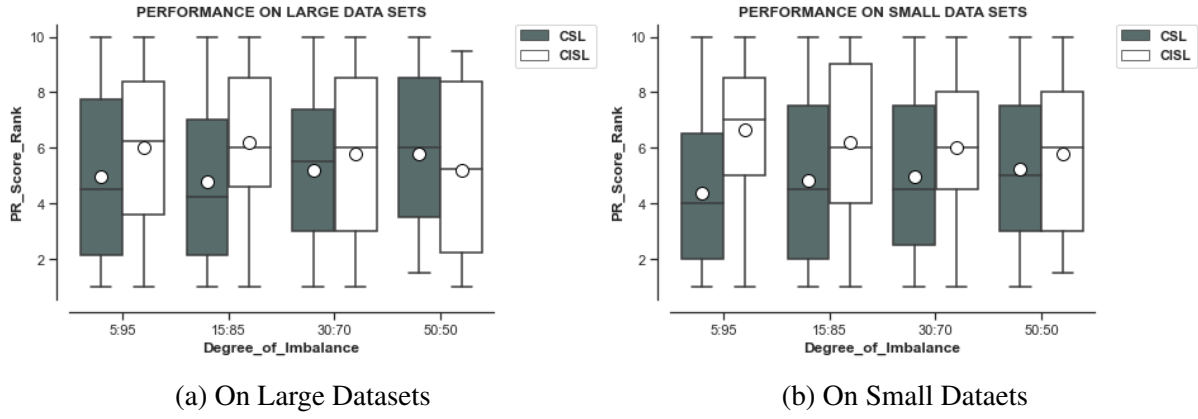 PERFORMANCE ON LARGE DATA SETS
CSL
CISL
PR_Score_Rank
10
8
6
4
2
5:95
15:85
30:70
50:50
Degree_of_Imbalance
(a) On Large Datasets
PERFORMANCE ON SMALL DATA SETS
CSL
CISL
PR_Score_Rank
10
8
6
4
2
5:95
15:85
30:70
50:50
Degree_of_Imbalance
(b) On Small Dataets